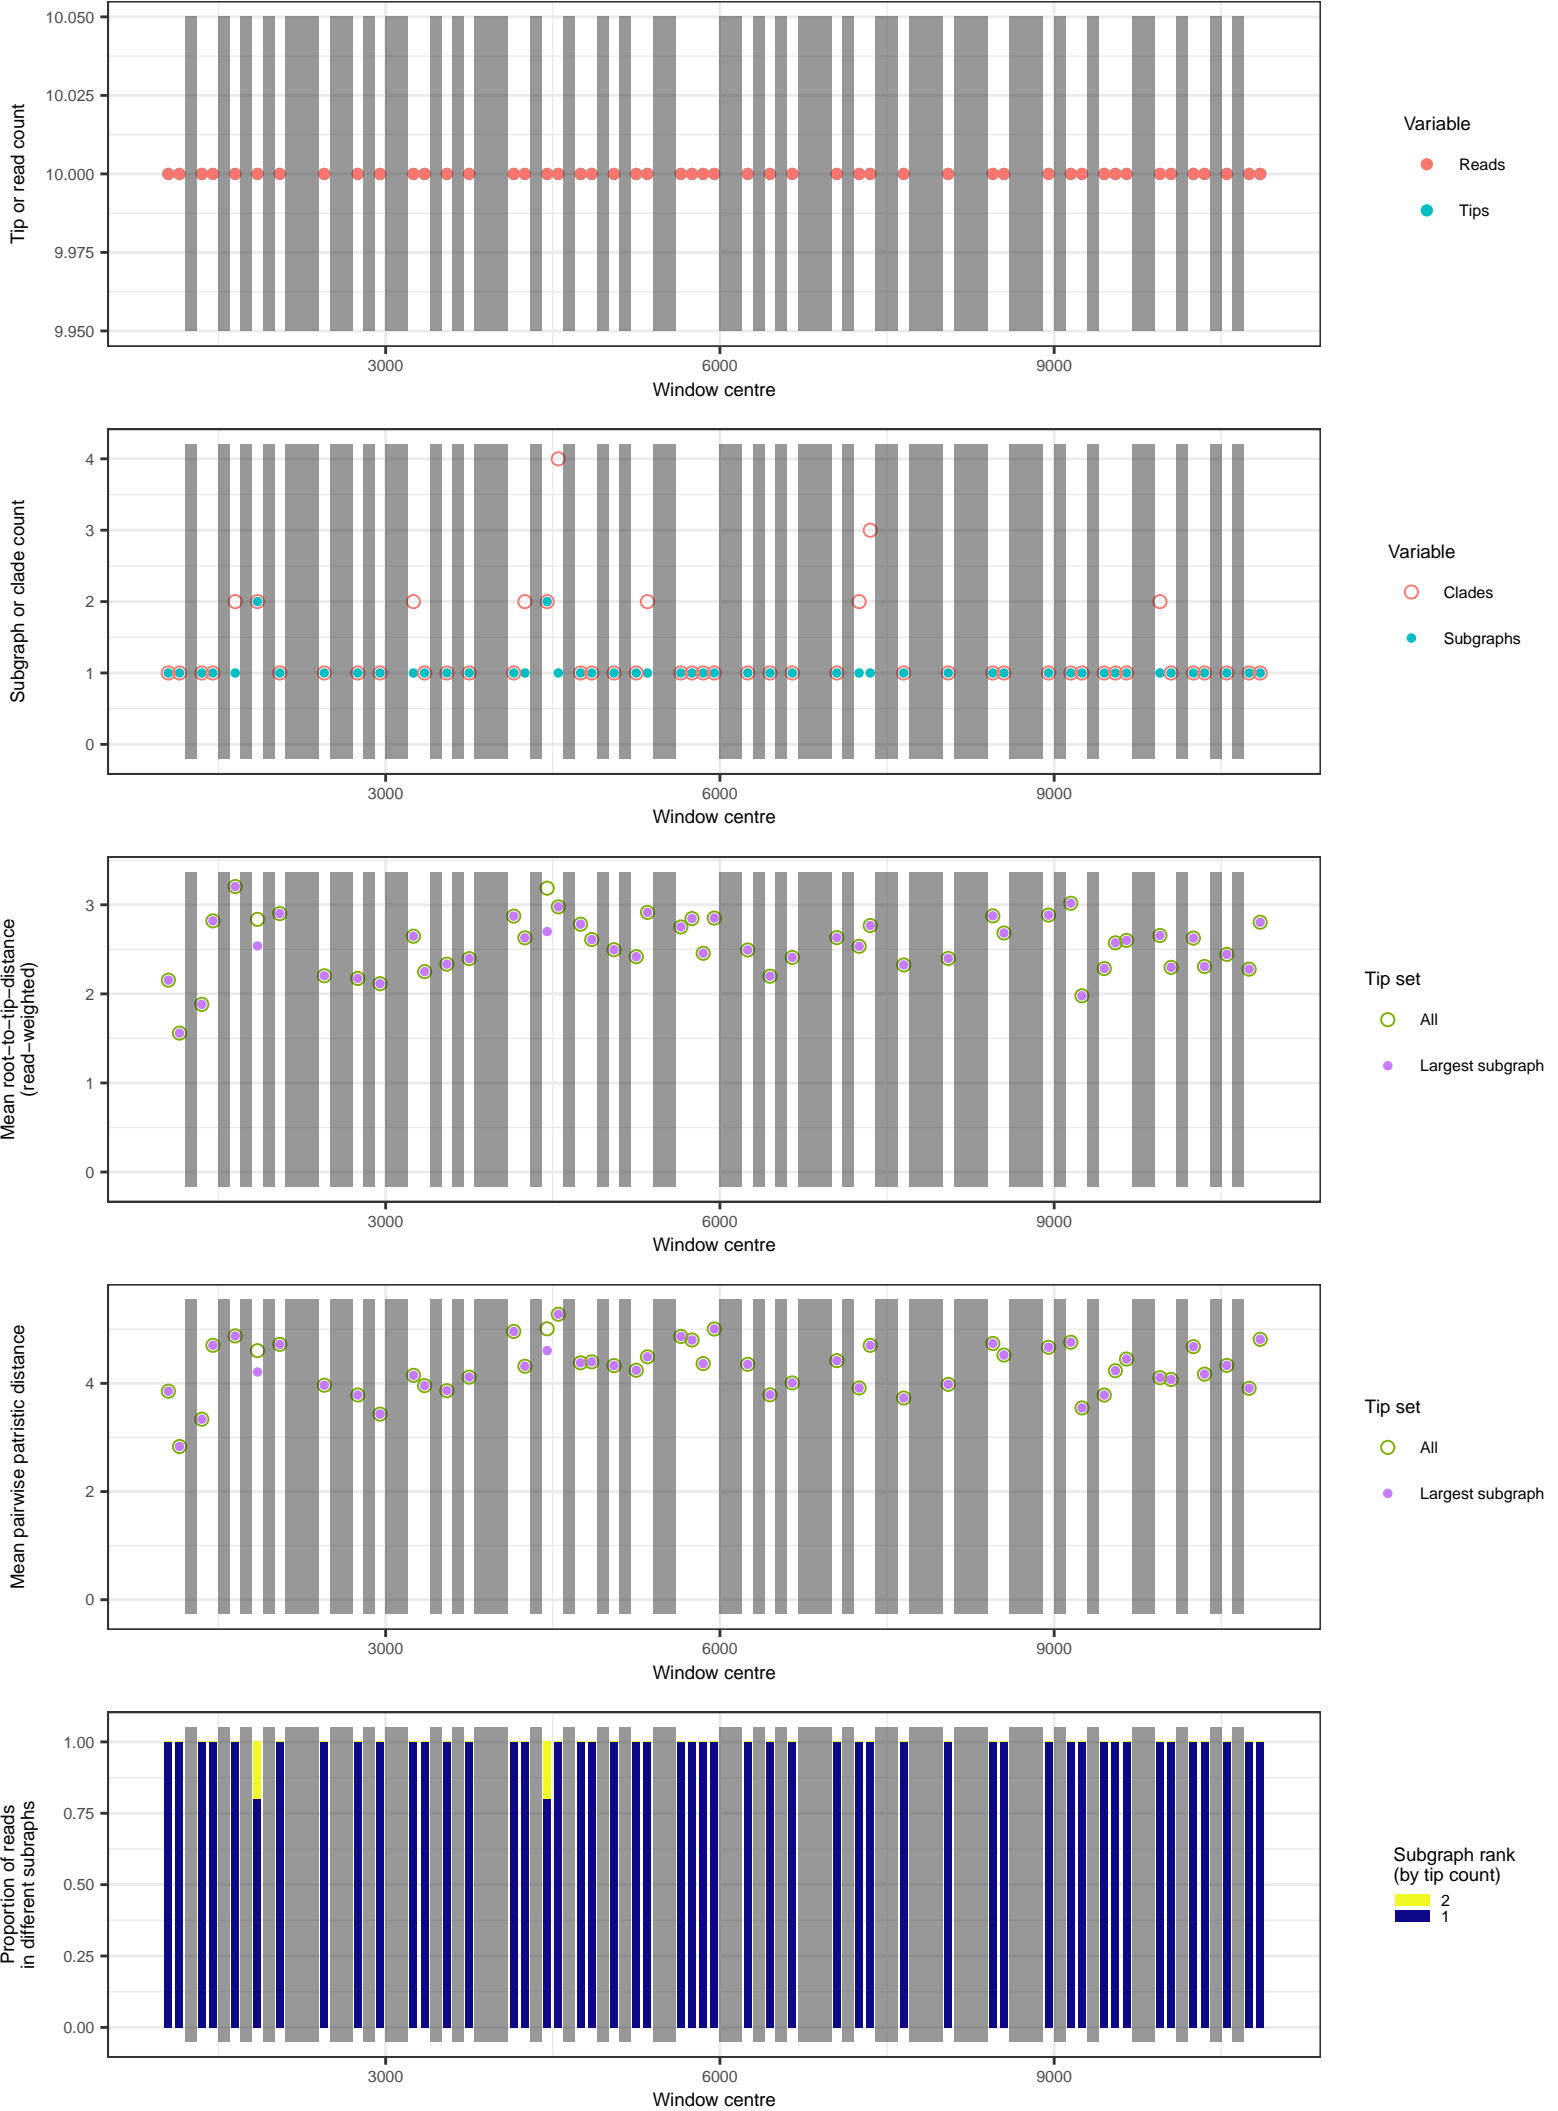 10.050
10.025
10.000
9.975
9.950
Tip or read count
3000
6000
9000
Window centre
Variable
Reads
Tips
4
3
2
1
0
Subgraph or clade count
3000
6000
9000
Window centre
Variable
Clades
Subgraphs
3
2
1
0
Mean root−to−tip−distance
(read−weighted)
3000
6000
9000
Window centre
Tip set
All
Largest subgraph
4
2
0
Mean pairwise patristic distance
3000
6000
9000
Window centre
Tip set
All
Largest subgraph
1.00
0.75
0.50
0.25
0.00
Proportion of reads
in different subraphs
3000
6000
9000
Window centre
Subgraph rank
(by tip count)
2
1